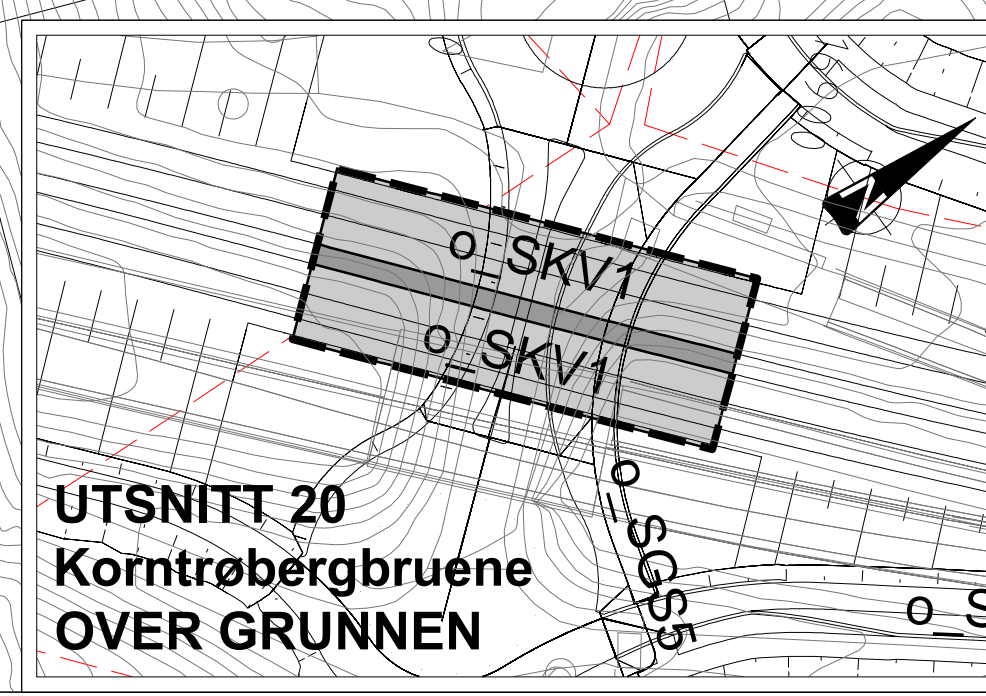 o_SKV1
o_SKV1
o_SGS5
UTSNITT 20
Korntrøbergbruene
OVER GRUNNEN
o_S